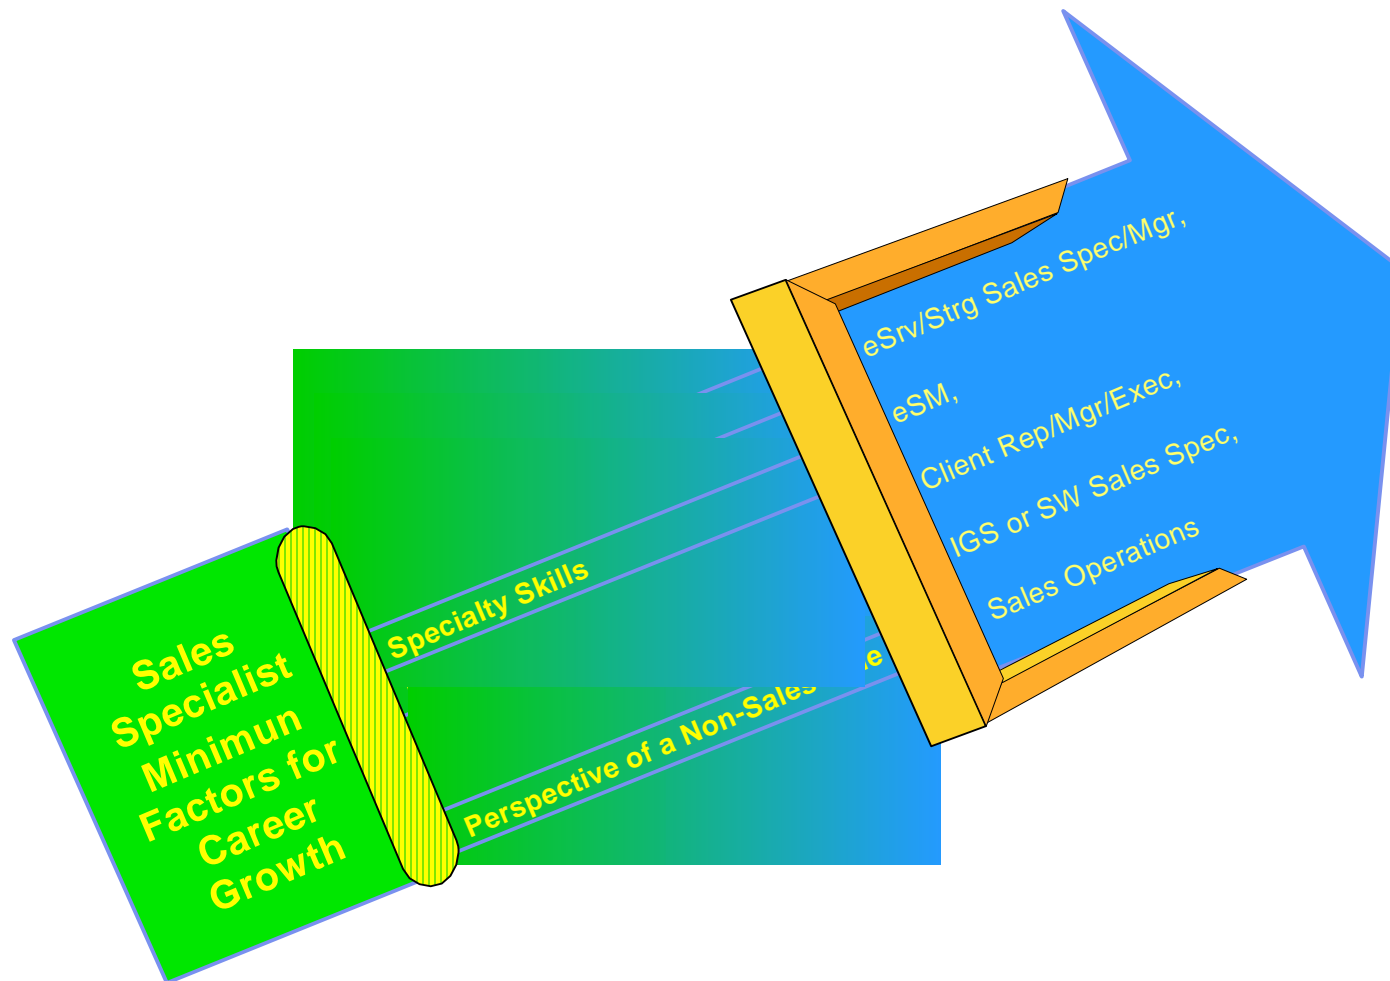 Sales
Specialist
Minimun
Factors for
Career
Growth
Specialty Skills
Perspective of a Non-Sales
eSrv/Strg Sales Spec/Mgr,
eSM,
Client Rep/Mgr/Exec,
IGS or SW Sales Spec,
Sales Operations